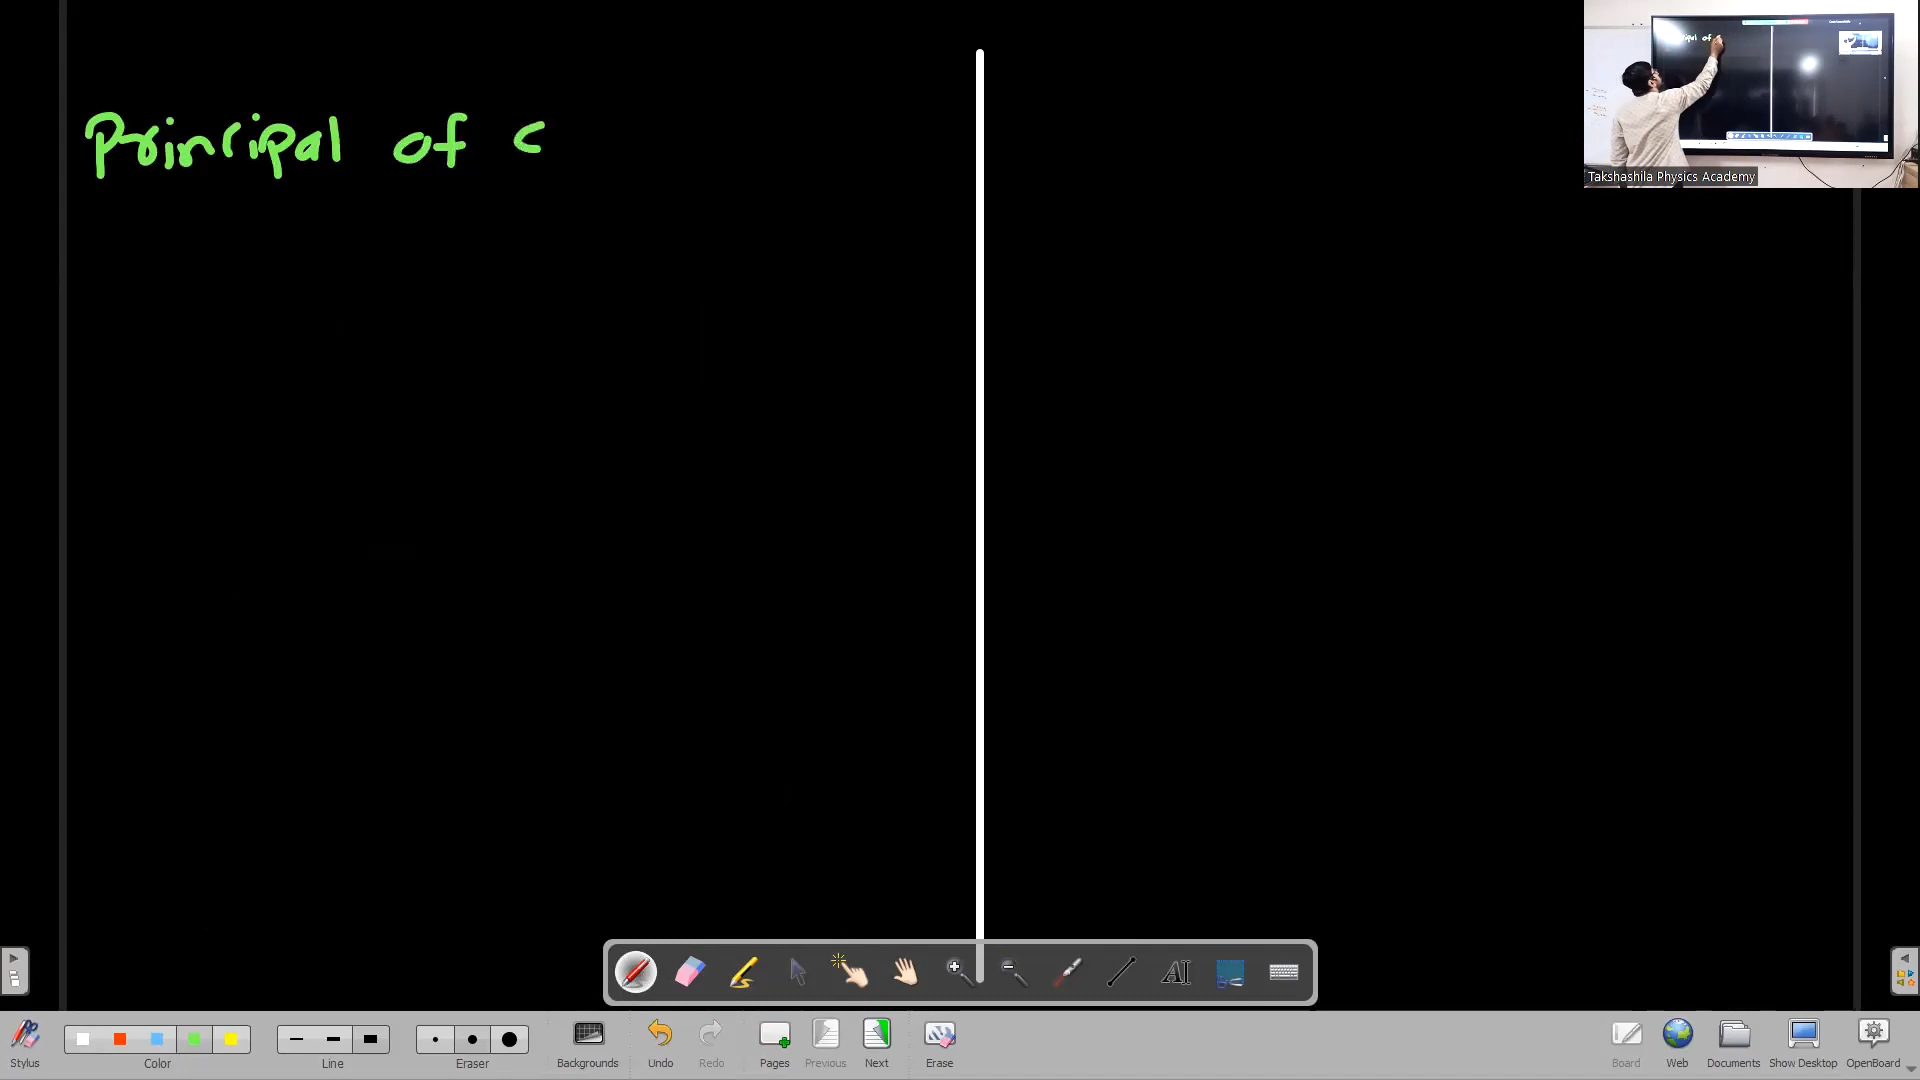 Principal of c
Takshashila Physics Academy
Stylus
Color
Line
Eraser
Backgrounds
Undo
Redo
Pages
Previous
Next
Erase
Board
Web
Documents
Show Desktop
OpenBoard